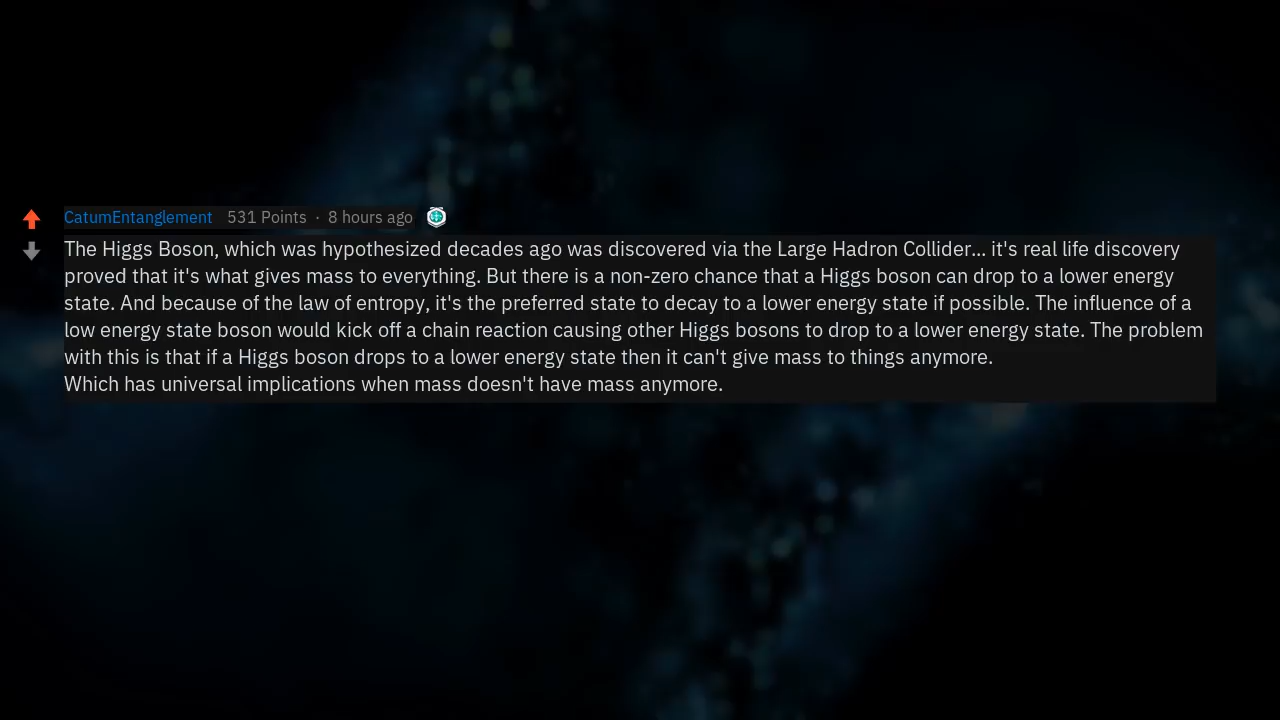 CatumEntanglement 531 Points · 8 hours ago
The Higgs Boson, which was hypothesized decades ago was discovered via the Large Hadron Collider... it's real life discovery
proved that it's what gives mass to everything. But there is a non-zero chance that a Higgs boson can drop to a lower energy
state. And because of the law of entropy, it's the preferred state to decay to a lower energy state if possible. The influence of a
low energy state boson would kick off a chain reaction causing other Higgs bosons to drop to a lower energy state. The problem
with this is that if a Higgs boson drops to a lower energy state then it can't give mass to things anymore.
Which has universal implications when mass doesn't have mass anymore.